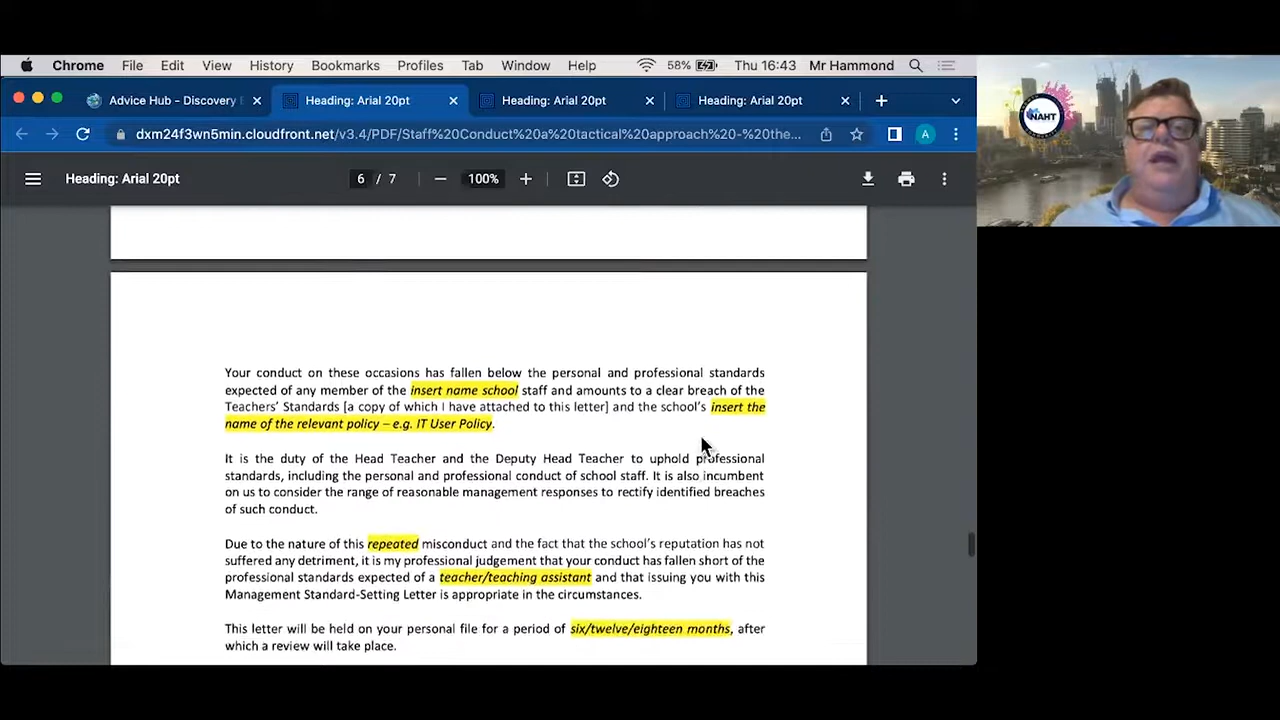 Chrome File Edit View History Bookmarks Profiles Tab Window Help 58% Thu 16:43 Mr Hammond
Advice Hub - Discovery E Heading: Arial 20pt Heading: Arial 20pt Heading: Arial 20pt
dxm24f3wn5min.cloudfront.net/v3.4/PDF/Staff%20Conduct%20a%20tactical%20approach%20-%20the... A
Heading: Arial 20pt 6 / 7 100%
NAHT
Your conduct on these occasions has fallen below the personal and professional standards
expected of any member of the insert name school staff and amounts to a clear breach of the
Teachers' Standards [a copy of which I have attached to this letter] and the school's insert the
name of the relevant policy – e.g. IT User Policy.
It is the duty of the Head Teacher and the Deputy Head Teacher to uphold professional
standards, including the personal and professional conduct of school staff. It is also incumbent
on us to consider the range of reasonable management responses to rectify identified breaches
of such conduct.
Due to the nature of this repeated misconduct and the fact that the school's reputation has not
suffered any detriment, it is my professional judgement that your conduct has fallen short of the
professional standards expected of a teacher/teaching assistant and that issuing you with this
Management Standard-Setting Letter is appropriate in the circumstances.
This letter will be held on your personal file for a period of six/twelve/eighteen months, after
which a review will take place.